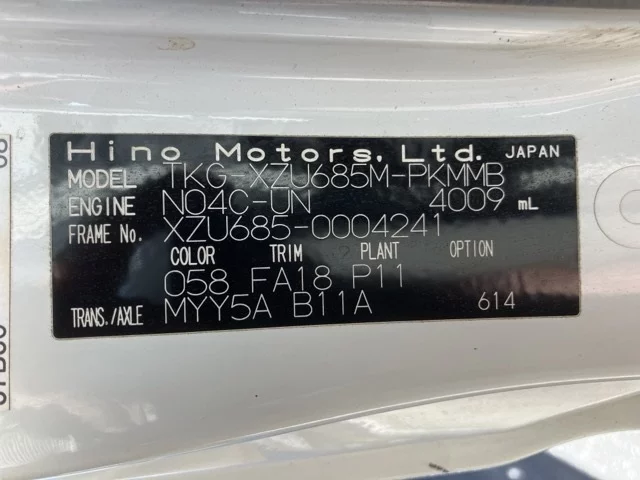 Hino Motors, Ltd. JAPAN
MODEL TKG-XZU685M-PKMMB
ENGINE N04C-UN 4009 mL
FRAME No. XZU685-0004241
COLOR TRIM PLANT OPTION
058 FA18 P11
TRANS./AXLE MYY5A B11A 614